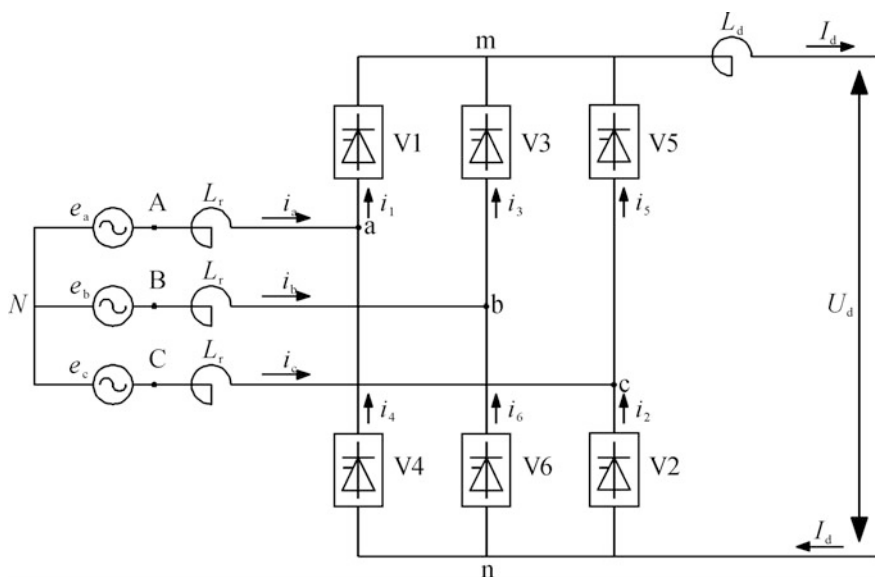 m
L_d
I_d
V1
V3
V5
e_a
A
L_r
i_a
i_1
i_3
i_5
a
N
e_b
B
L_r
i_b
b
U_d
e_c
C
L_r
i_c
c
i_4
i_6
i_2
V4
V6
V2
I_d
n